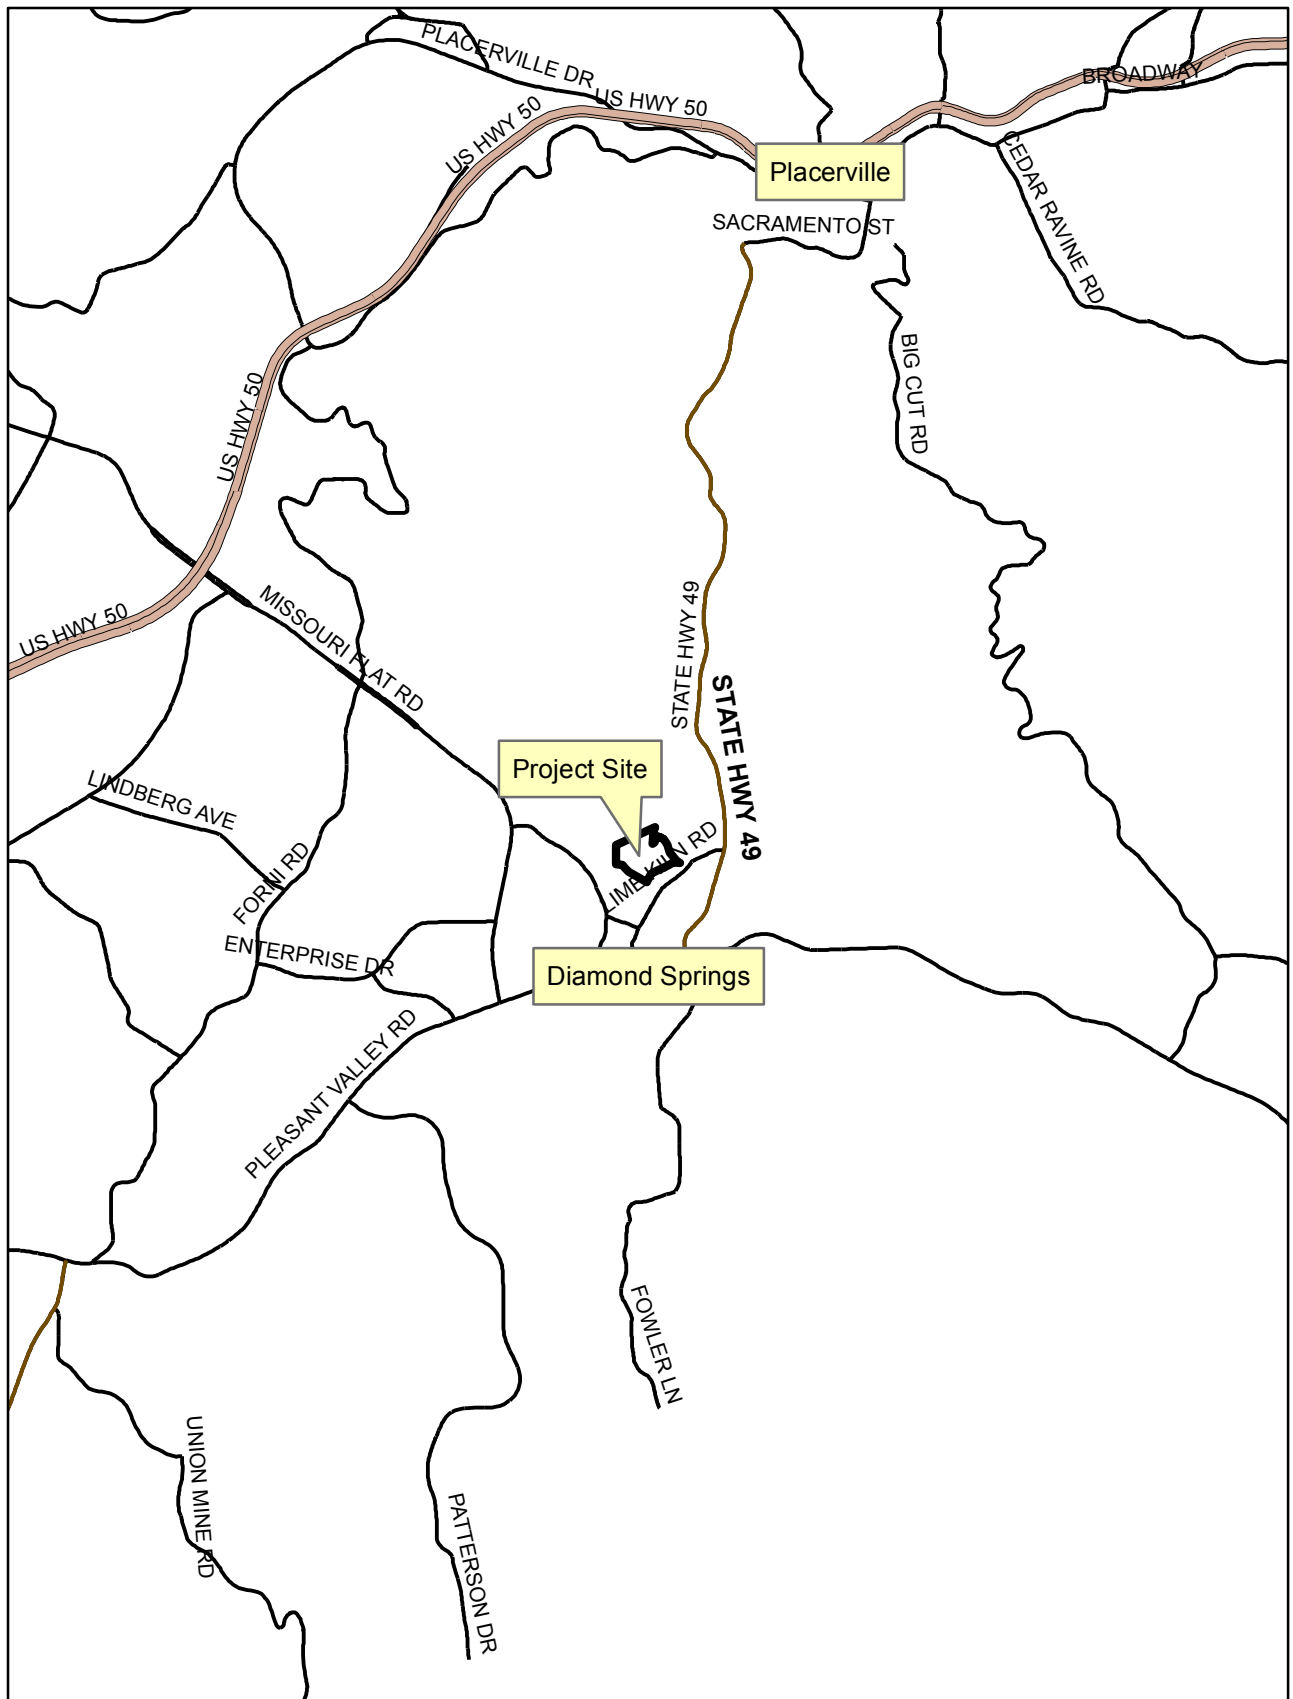 PLACERVILLE DR
US HWY 50
US HWY 50
BROADWAY
Placerville
CEDAR RAVINE RD
SACRAMENTO ST
BIG CUT RD
US HWY 50
US HWY 50
MISSOURI FLAT RD
STATE HWY 49
STATE HWY 49
Project Site
LINDBERG AVE
LIME KILN RD
FORNI RD
ENTERPRISE DR
Diamond Springs
PLEASANT VALLEY RD
FOWLER LN
UNION MINE RD
PATTERSON DR